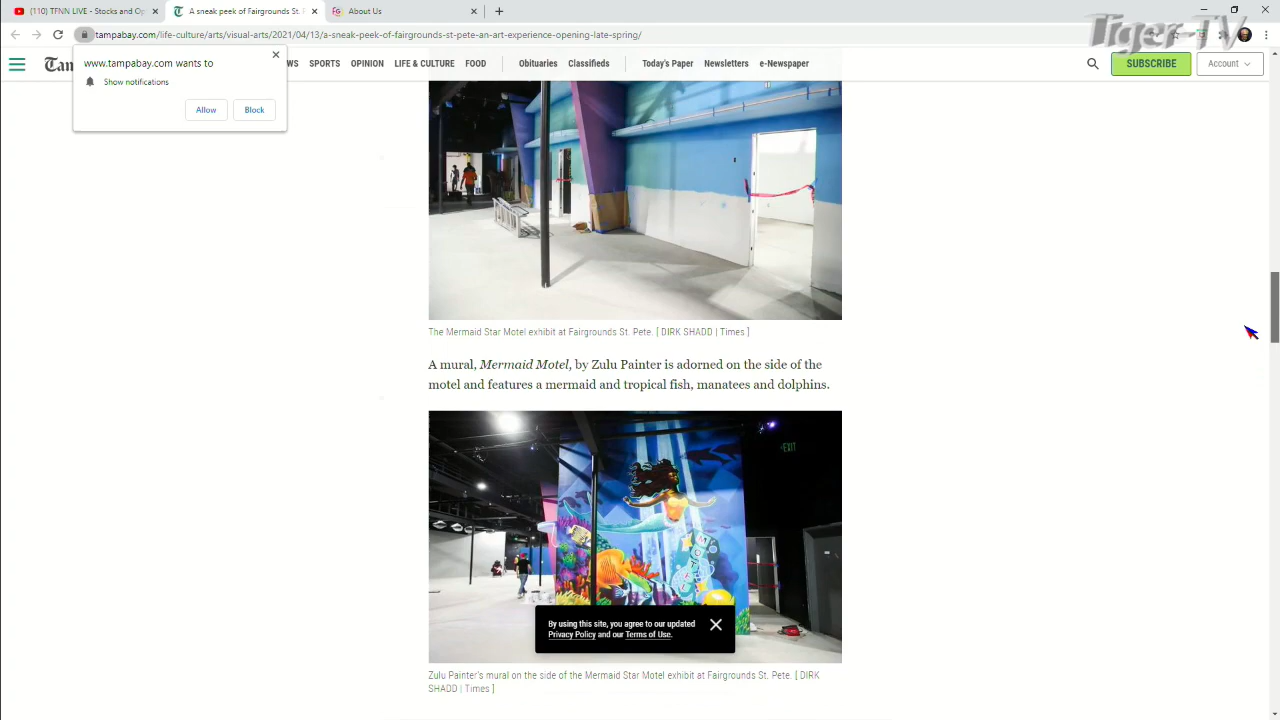 (110) TFNN LIVE - Stocks and Op
A sneak peek of Fairgrounds St. P
About Us
tampabay.com/life-culture/arts/visual-arts/2021/04/13/a-sneak-peek-of-fairgrounds-st-pete-an-art-experience-opening-late-spring/
Tiger TV
www.tampabay.com wants to
Show notifications
Allow
Block
Tam
WS SPORTS OPINION LIFE & CULTURE FOOD Obituaries Classifieds Today's Paper Newsletters e-Newspaper
SUBSCRIBE
Account
The Mermaid Star Motel exhibit at Fairgrounds St. Pete. [ DIRK SHADD | Times ]
A mural, Mermaid Motel, by Zulu Painter is adorned on the side of the
motel and features a mermaid and tropical fish, manatees and dolphins.
EXIT
MOTEL
By using this site, you agree to our updated
Privacy Policy and our Terms of Use.
Zulu Painter's mural on the side of the Mermaid Star Motel exhibit at Fairgrounds St. Pete. [ DIRK
SHADD | Times ]